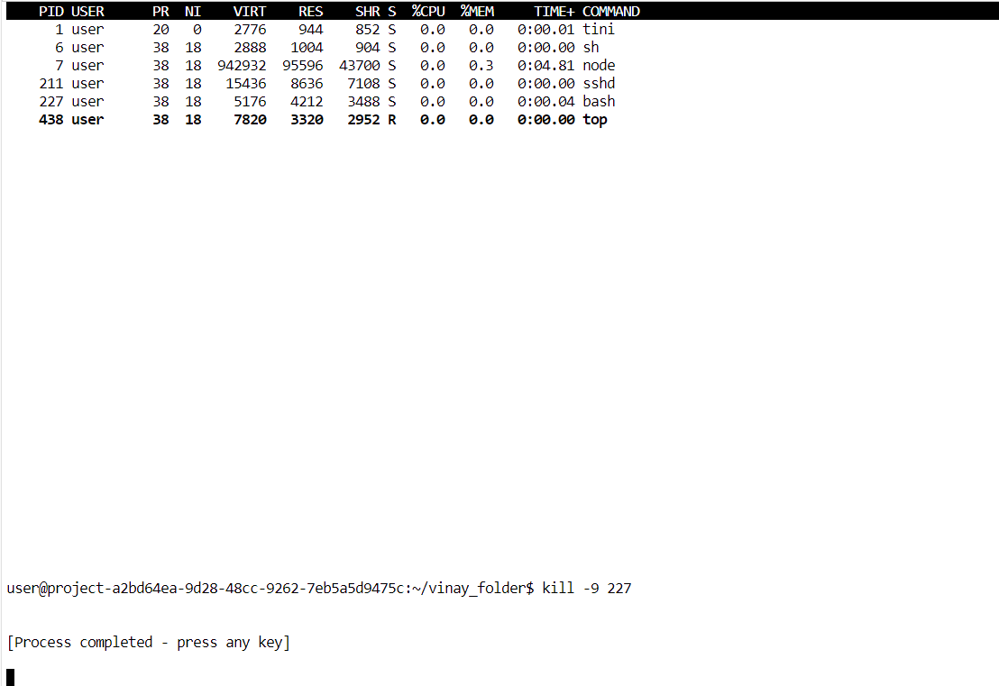 PID USER PR NI VIRT RES SHR S %CPU %MEM TIME+ COMMAND
1 user 20 0 2776 944 852 S 0.0 0.0 0:00.01 tini
6 user 38 18 2888 1004 904 S 0.0 0.0 0:00.00 sh
7 user 38 18 942932 95596 43700 S 0.0 0.3 0:04.81 node
211 user 38 18 15436 8636 7108 S 0.0 0.0 0:00.00 sshd
227 user 38 18 5176 4212 3488 S 0.0 0.0 0:00.04 bash
438 user 38 18 7820 3320 2952 R 0.0 0.0 0:00.00 top
user@project-a2bd64ea-9d28-48cc-9262-7eb5a5d9475c:~/vinay_folder$ kill -9 227
[Process completed - press any key]